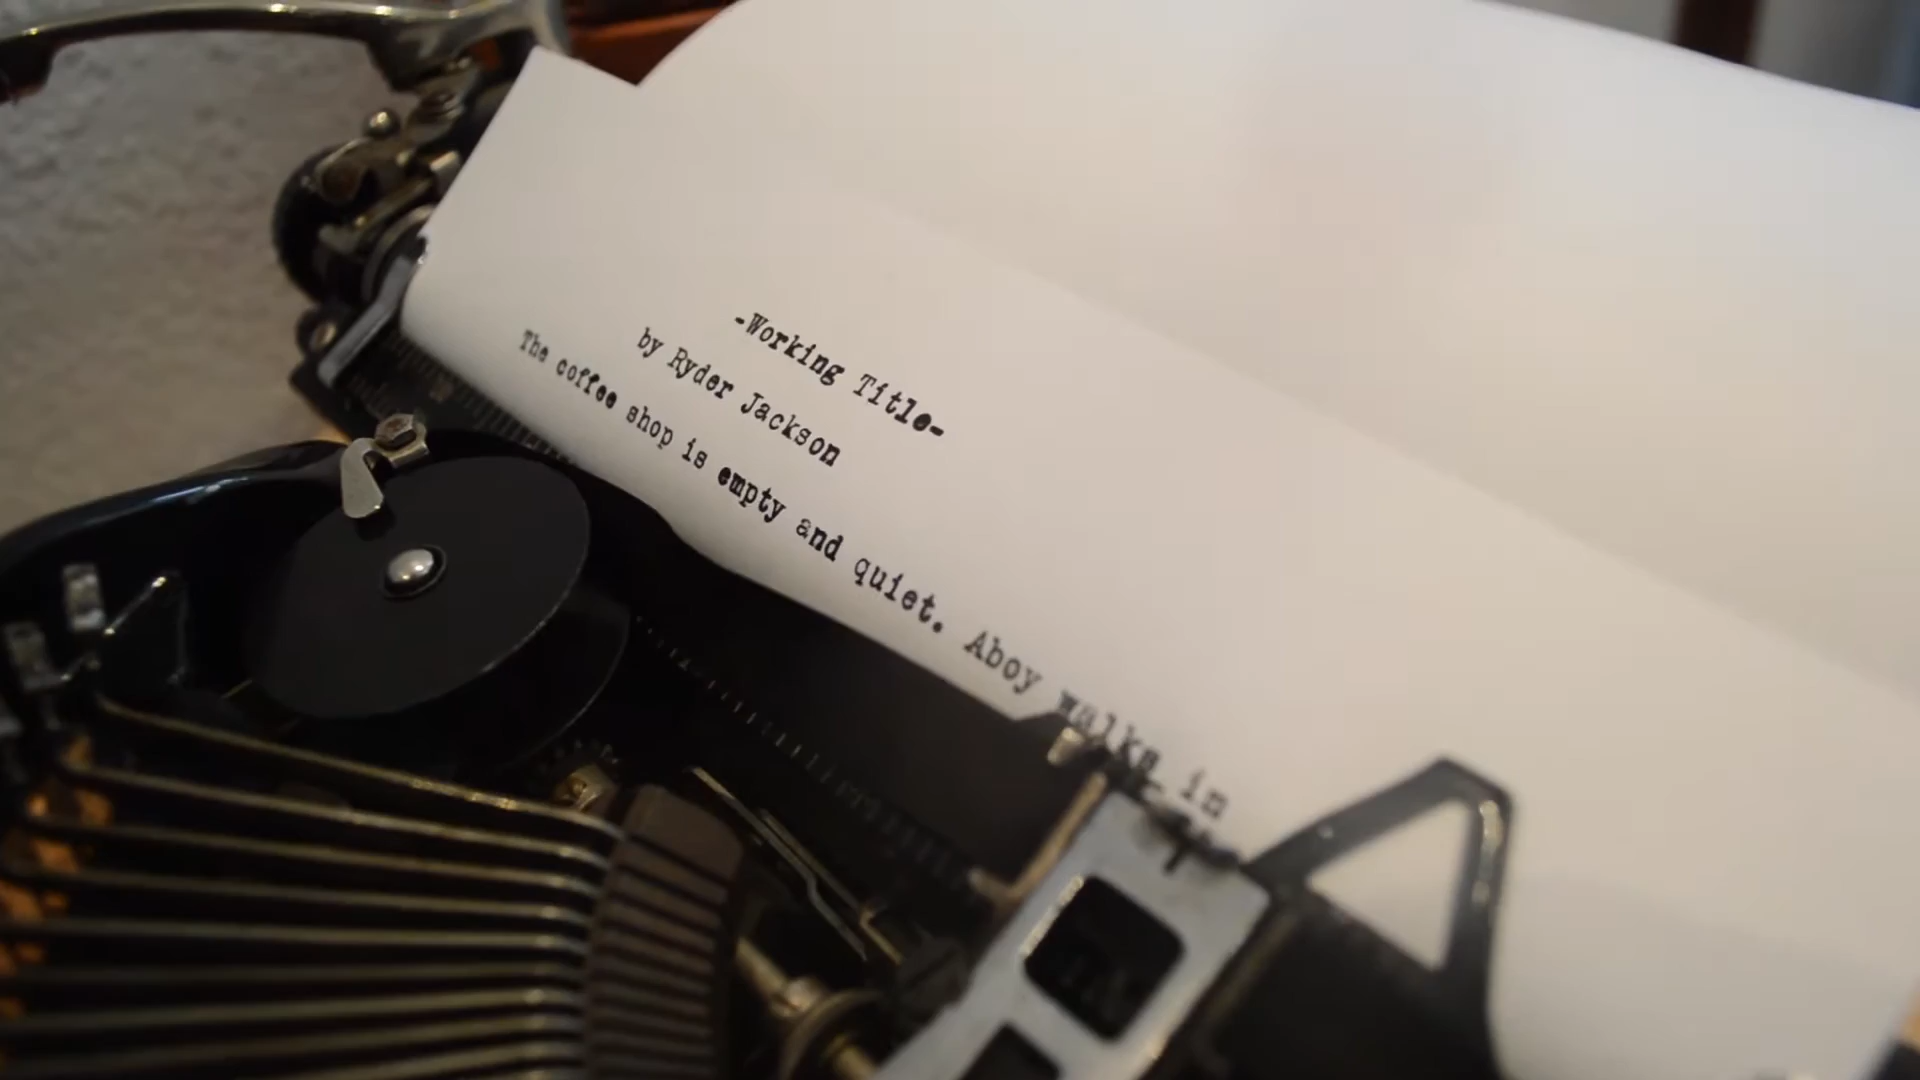 -Working Title-
by Ryder Jackson
The coffee shop is empty and quiet. Aboy walks in